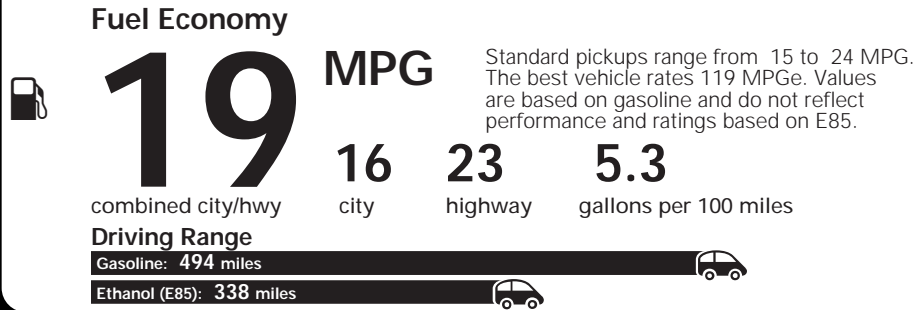 Fuel Economy
19 MPG
Standard pickups range from 15 to 24 MPG.
The best vehicle rates 119 MPGe. Values
are based on gasoline and do not reflect
performance and ratings based on E85.
16 23 5.3
combined city/hwy city highway gallons per 100 miles
Driving Range
Gasoline: 494 miles
Ethanol (E85): 338 miles